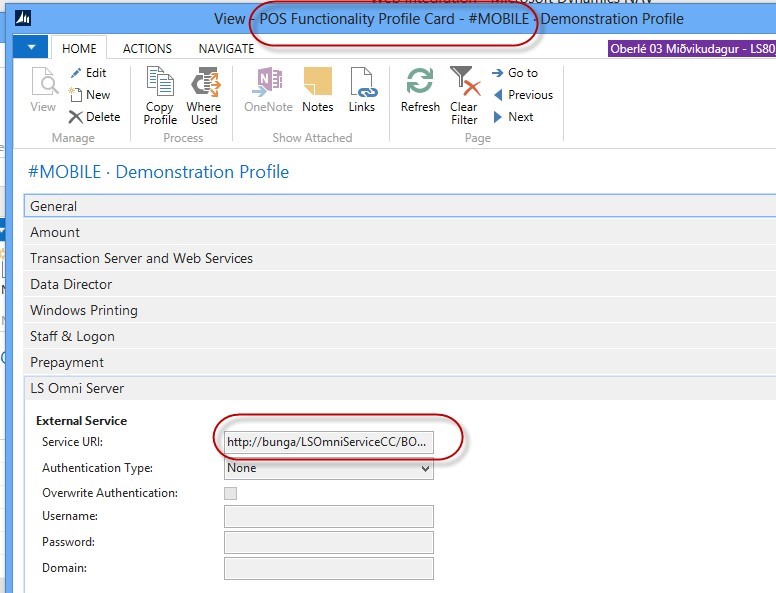 View - POS Functionality Profile Card - #MOBILE · Demonstration Profile
HOME ACTIONS NAVIGATE Oberlé 03 Miðvikudagur - LS80
View Edit New Delete Copy Profile Where Used OneNote Notes Links Refresh Clear Filter Go to Previous Next
Manage Process Show Attached Page
#MOBILE · Demonstration Profile
General
Amount
Transaction Server and Web Services
Data Director
Windows Printing
Staff & Logon
Prepayment
LS Omni Server
External Service
Service URI: http://bunga/LSOmniServiceCC/BO...
Authentication Type: None
Overwrite Authentication:
Username:
Password:
Domain: